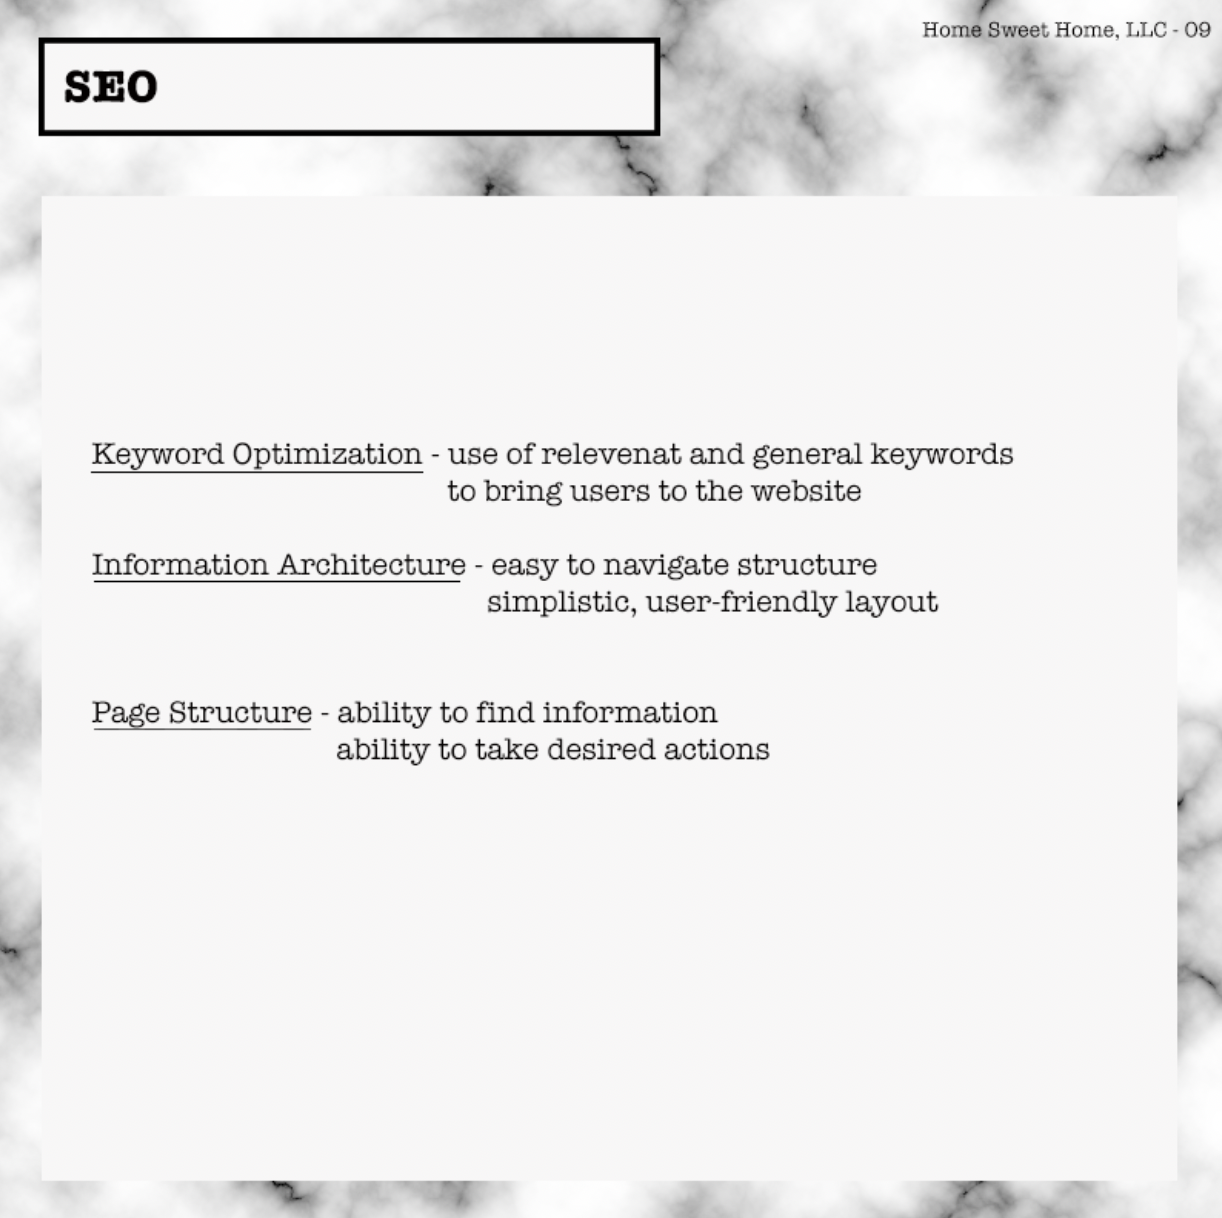 Home Sweet Home, LLC - 09
SEO
Keyword Optimization - use of relevenat and general keywords
to bring users to the website
Information Architecture - easy to navigate structure
simplistic, user-friendly layout
Page Structure - ability to find information
ability to take desired actions